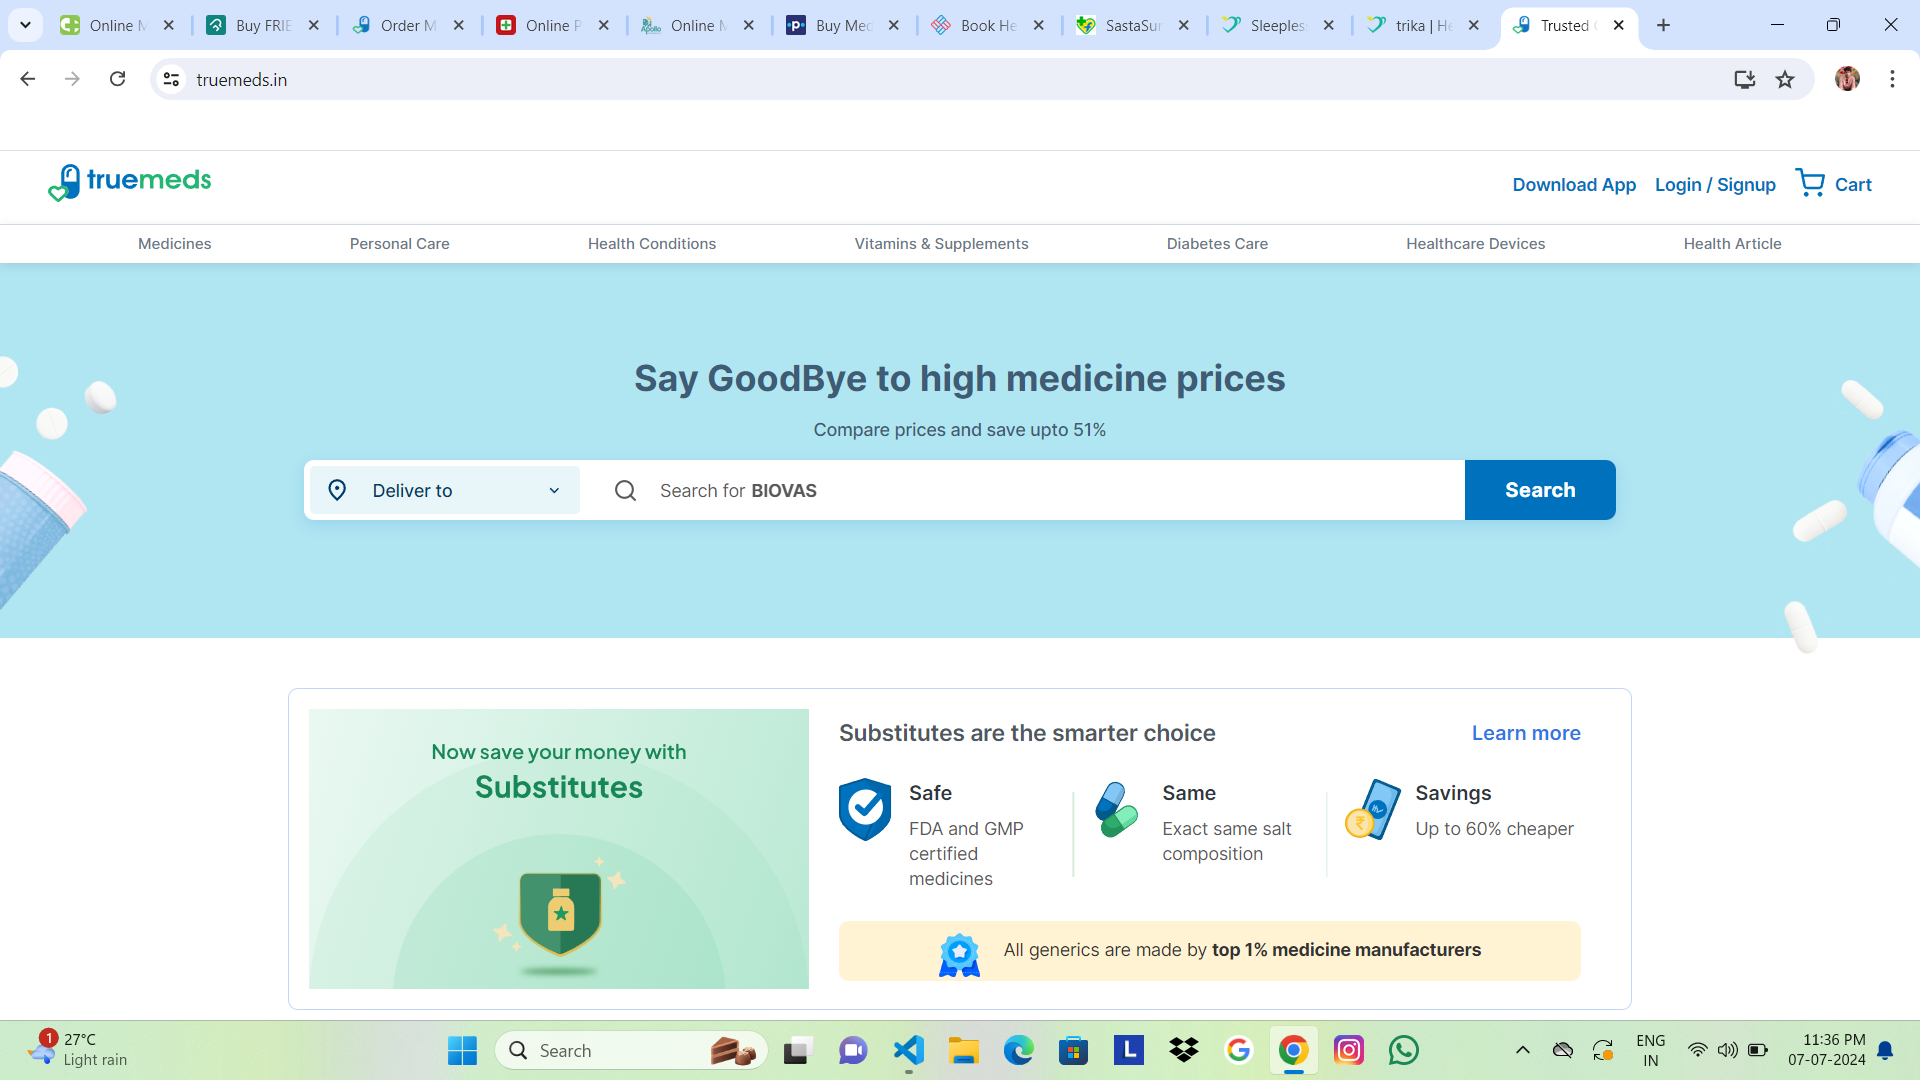 Online M
Buy FRIE
Order M
Online P
Online M
Buy Med
Book He
SastaSun
Sleepless
trika | He
Trusted
truemeds.in
truemeds
Download App
Login / Signup
Cart
Medicines
Personal Care
Health Conditions
Vitamins & Supplements
Diabetes Care
Healthcare Devices
Health Article
Say GoodBye to high medicine prices
Compare prices and save upto 51%
Deliver to
Search for BIOVAS
Search
Now save your money with
Substitutes
Substitutes are the smarter choice
Learn more
Safe
FDA and GMP
certified
medicines
Same
Exact same salt
composition
Savings
Up to 60% cheaper
All generics are made by top 1% medicine manufacturers
1
27°C
Light rain
Search
ENG
IN
11:36 PM
07-07-2024